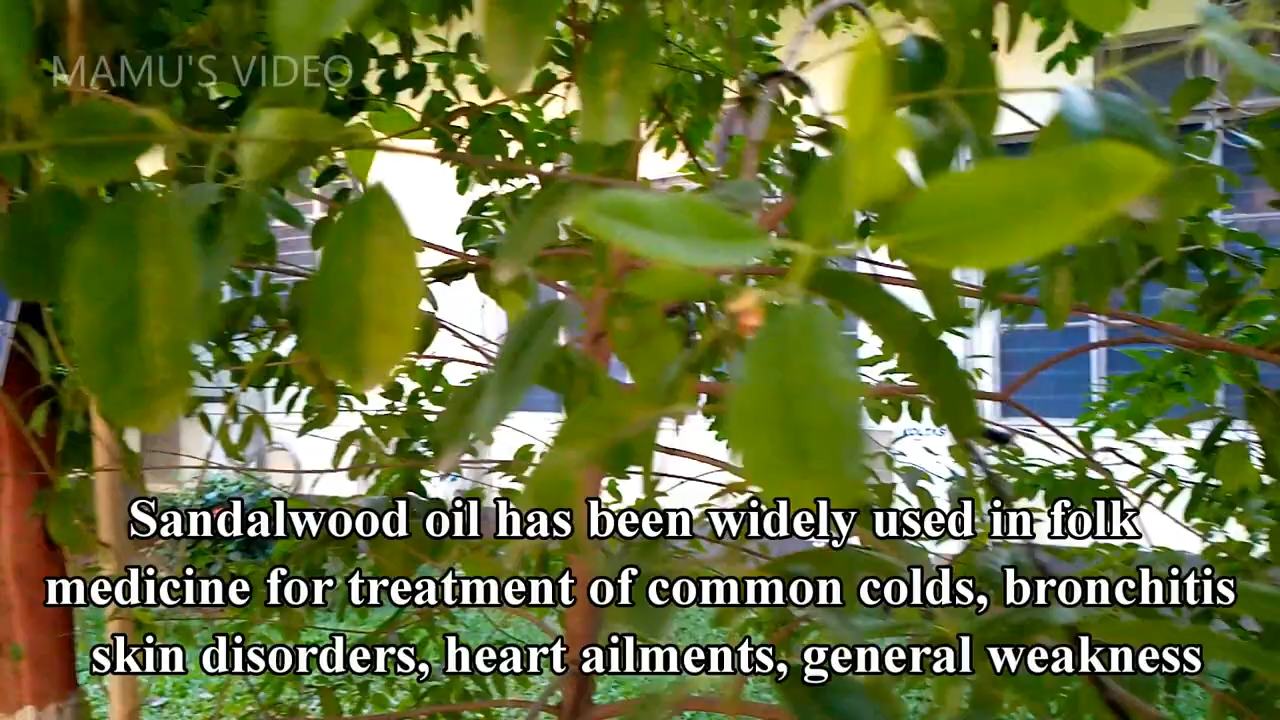 MAMU'S VIDEO
Sandalwood oil has been widely used in folk
medicine for treatment of common colds, bronchitis
skin disorders, heart ailments, general weakness